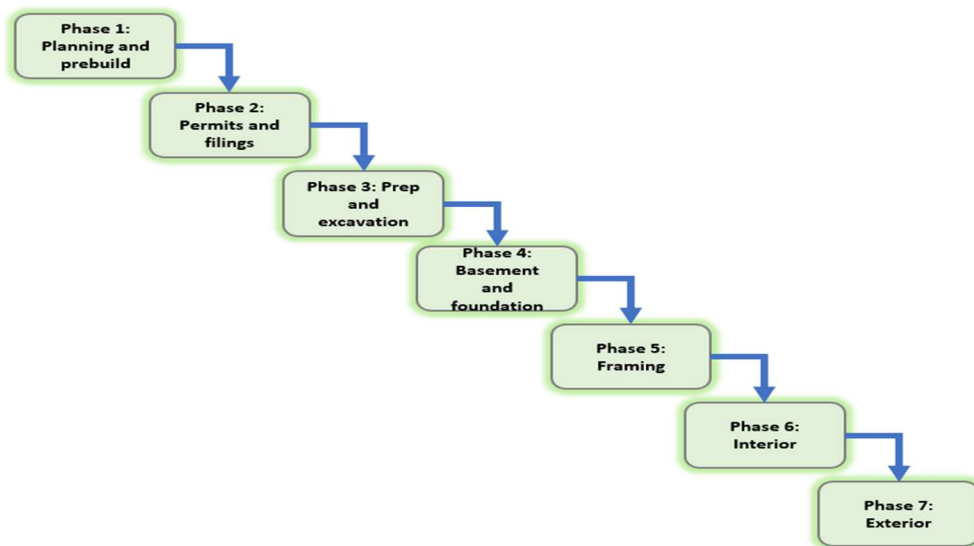 Phase 1:
Planning and
prebuild
Phase 2:
Permits and
filings
Phase 3: Prep
and
excavation
Phase 4:
Basement
and
foundation
Phase 5:
Framing
Phase 6:
Interior
Phase 7:
Exterior